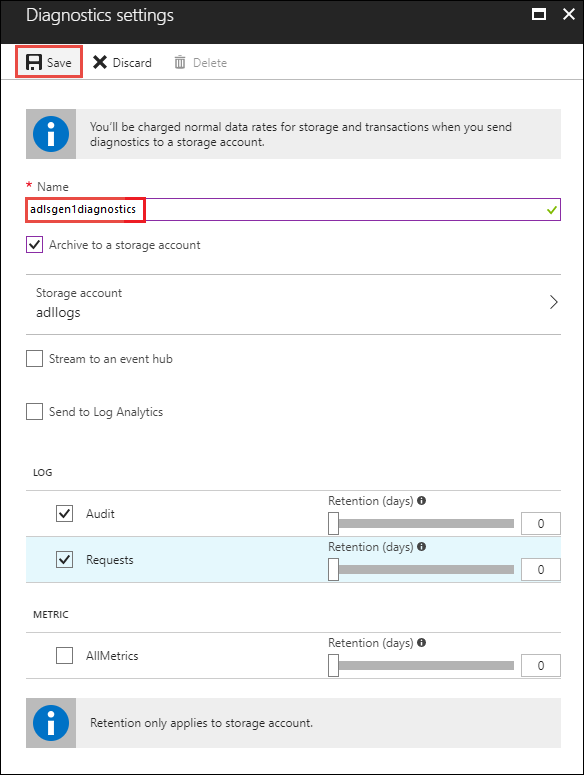 Diagnostics settings
Save Discard Delete
You'll be charged normal data rates for storage and transactions when you send
diagnostics to a storage account.
* Name
adlsgen1diagnostics
Archive to a storage account
Storage account
adllogs
Stream to an event hub
Send to Log Analytics
LOG
Retention (days)
Audit
0
Retention (days)
Requests
0
METRIC
Retention (days)
AllMetrics
0
Retention only applies to storage account.